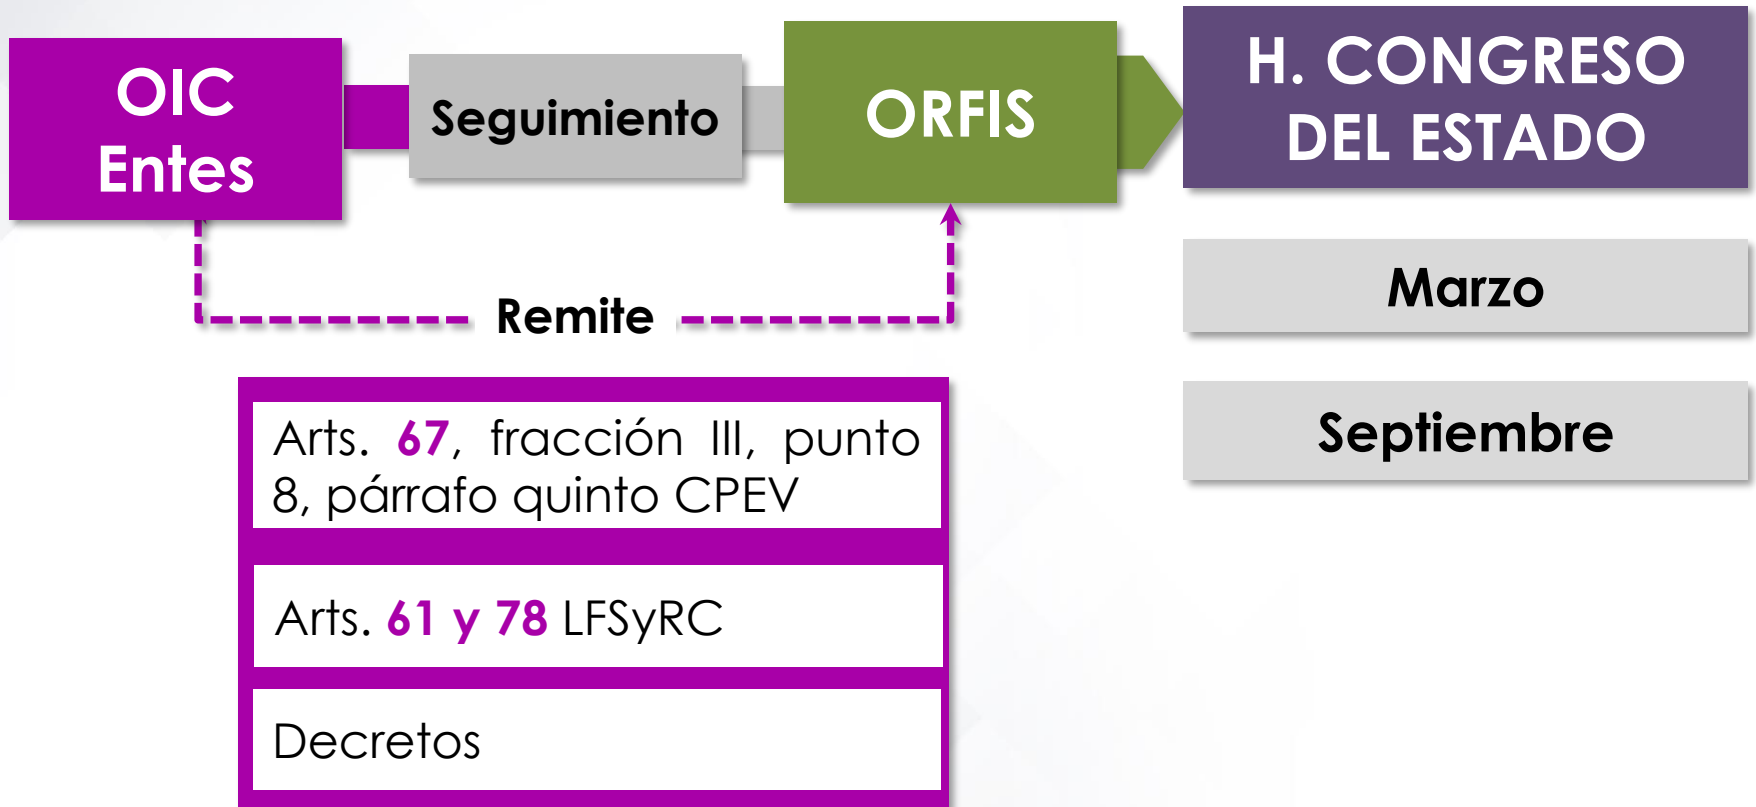 OIC
Entes
Seguimiento
ORFIS
H. CONGRESO
DEL ESTADO
Remite
Marzo
Septiembre
Arts. 67, fracción III, punto
8, párrafo quinto CPEV
Arts. 61 y 78 LFSyRC
Decretos